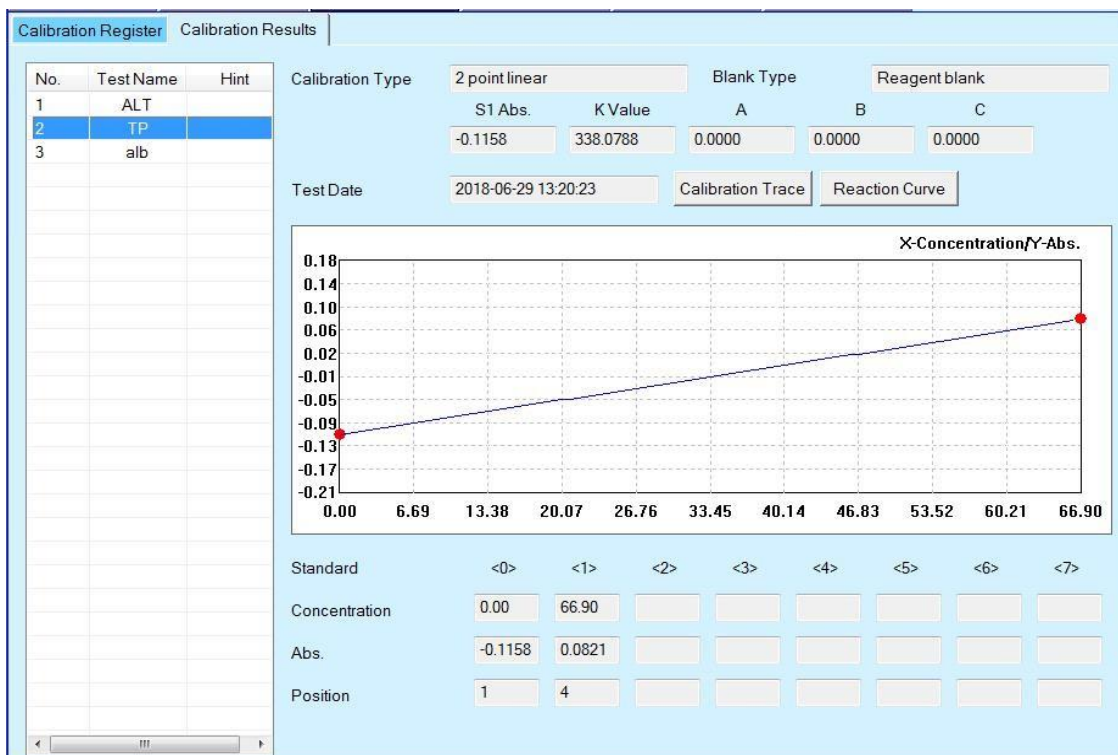 Calibration Register Calibration Results
No. Test Name Hint
1 ALT
2 TP
3 alb
Calibration Type 2 point linear Blank Type Reagent blank
S1 Abs. K Value A B C
-0.1158 338.0788 0.0000 0.0000 0.0000
Test Date 2018-06-29 13:20:23 Calibration Trace Reaction Curve
X-Concentration/Y-Abs.
0.18
0.14
0.10
0.06
0.02
-0.01
-0.05
-0.09
-0.13
-0.17
-0.21
0.00 6.69 13.38 20.07 26.76 33.45 40.14 46.83 53.52 60.21 66.90
Standard <0> <1> <2> <3> <4> <5> <6> <7>
Concentration 0.00 66.90
Abs. -0.1158 0.0821
Position 1 4